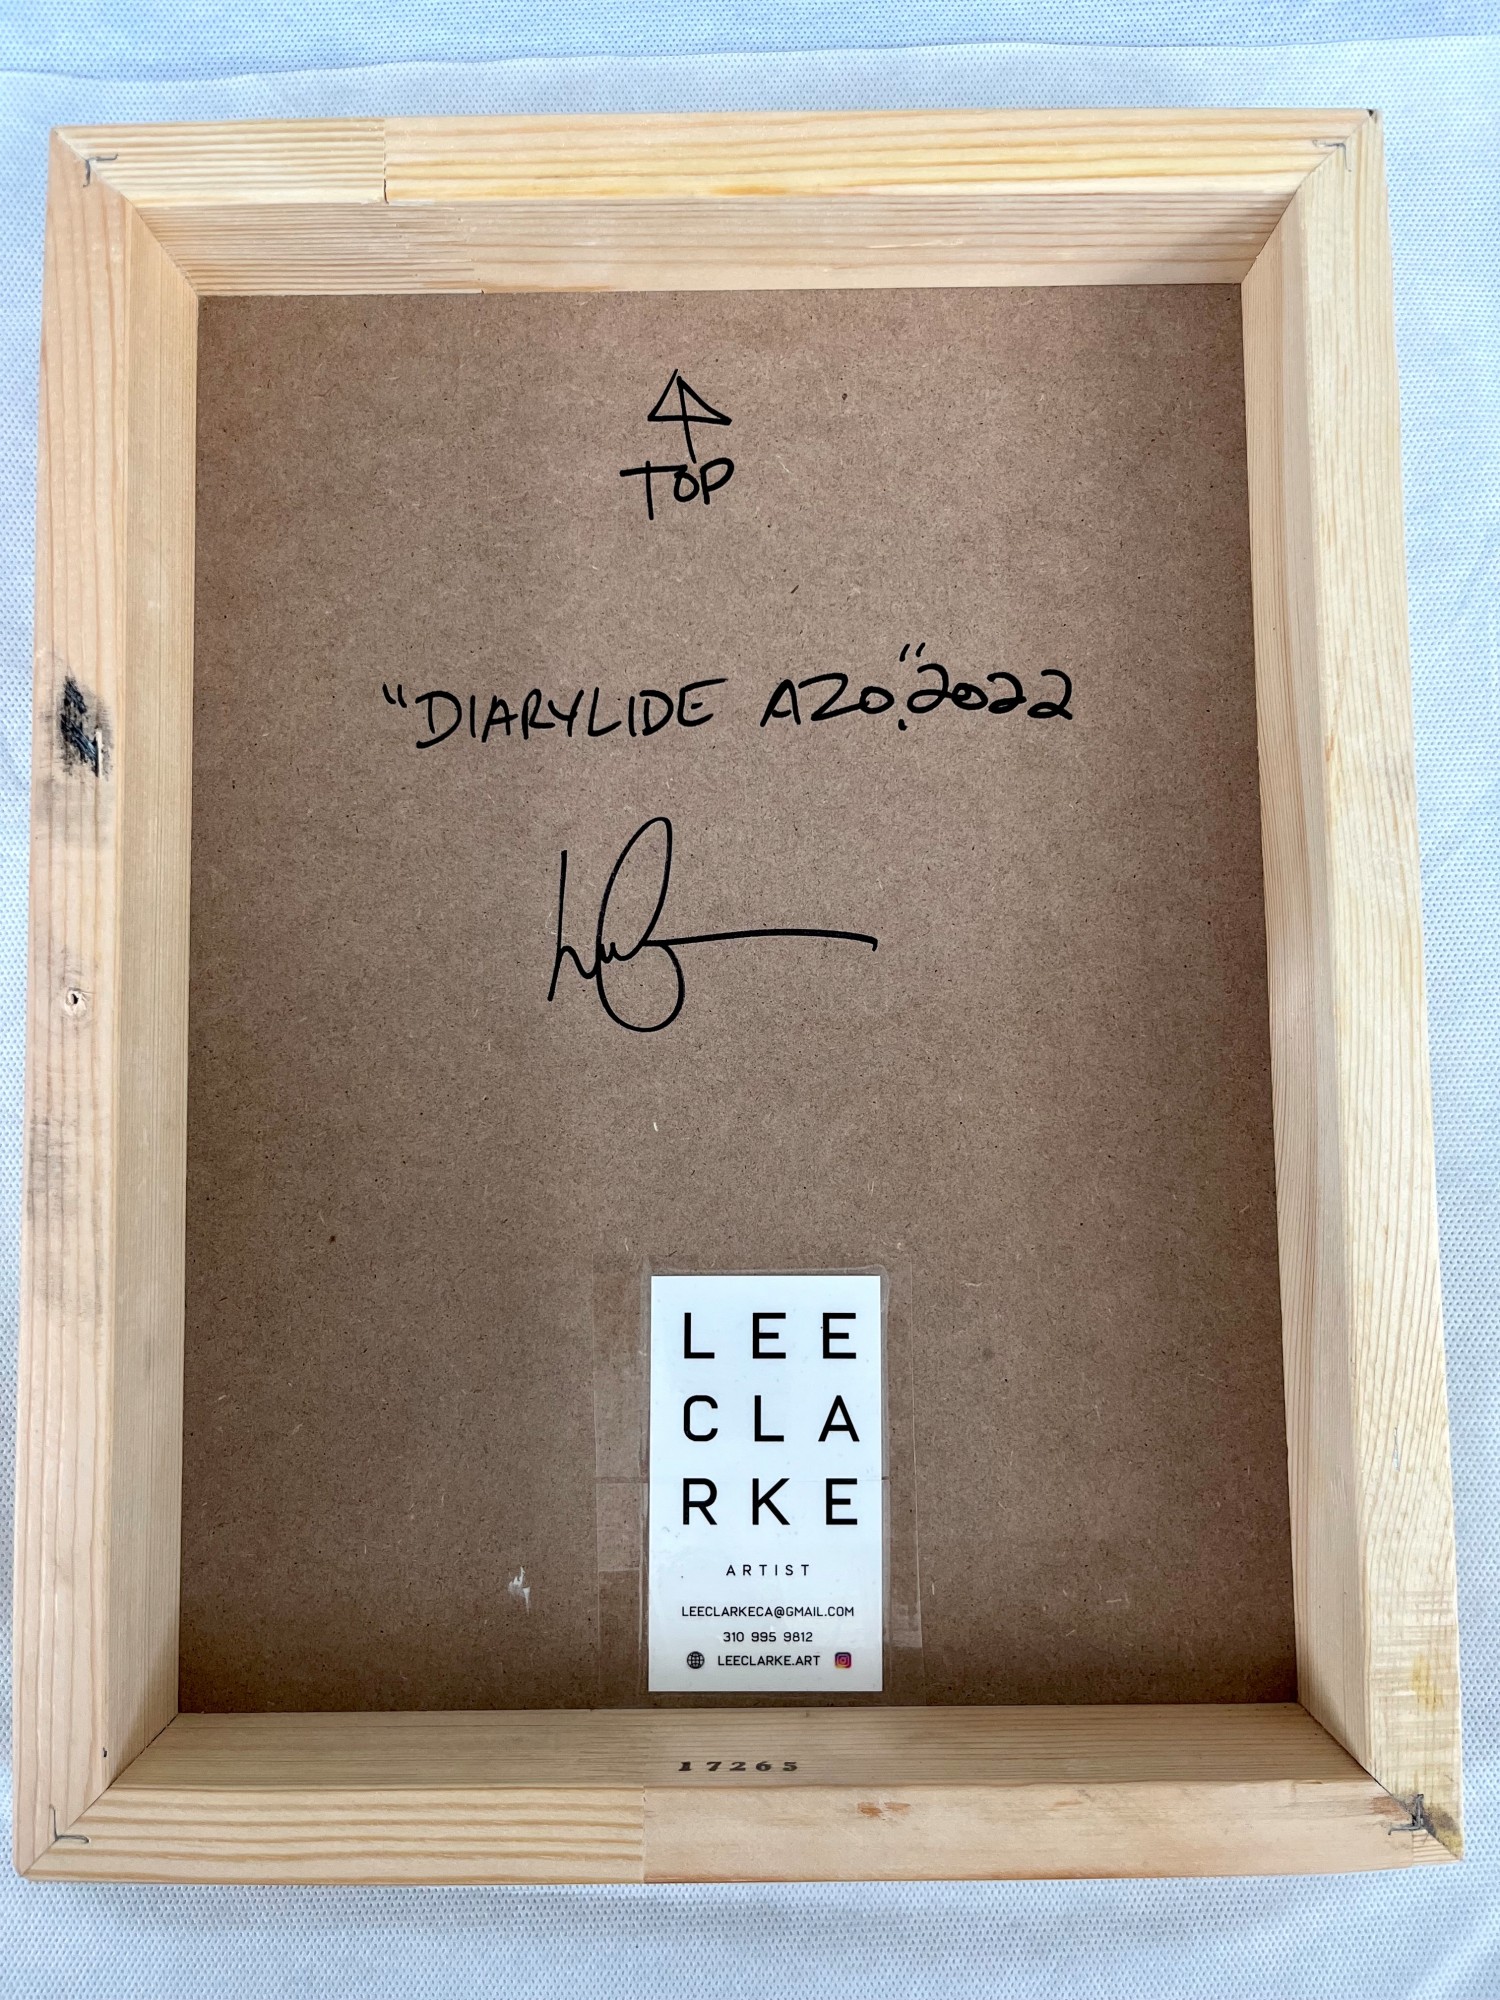 TOP
"DIARYLIDE AZO." 2022
LEE
CLA
RKE
ARTIST
LEECLARKECA@GMAIL.COM
310 995 9812
LEECLARKE.ART
17265